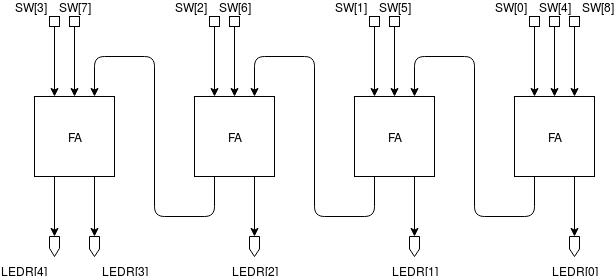 SW[3] SW[7] SW[2] SW[6] SW[1] SW[5] SW[0] SW[4] SW[8]
FA FA FA FA
LEDR[4] LEDR[3] LEDR[2] LEDR[1] LEDR[0]